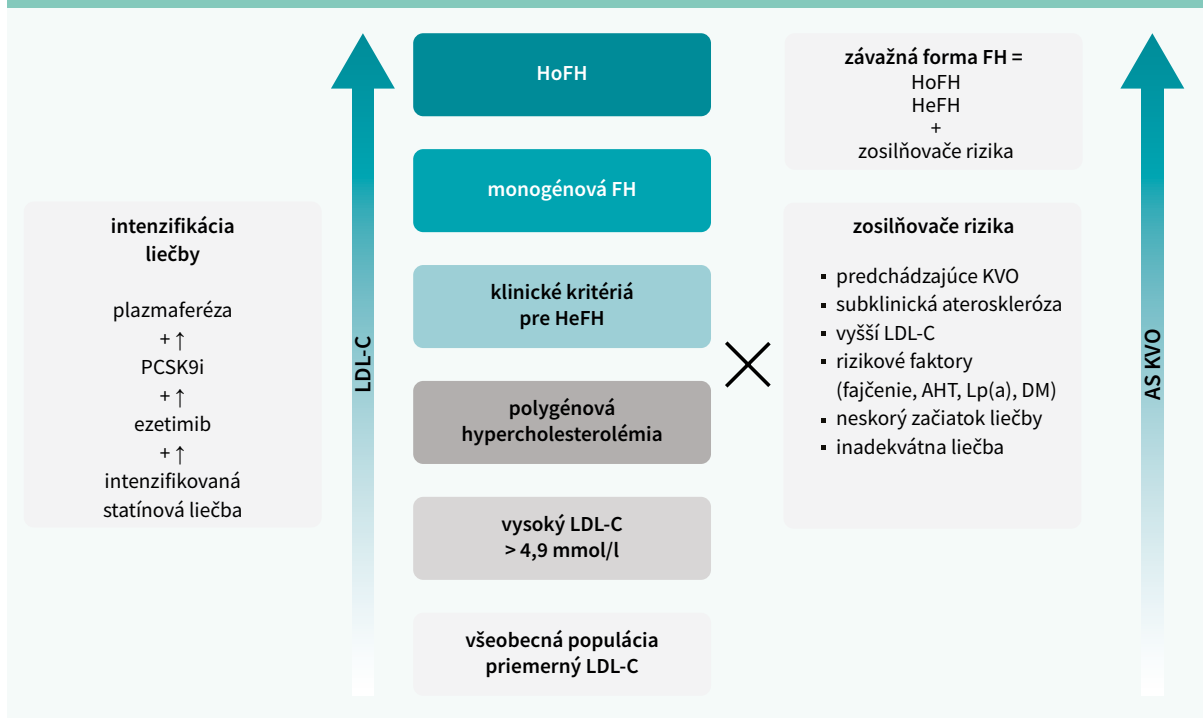 intenzifikácia
liečby
plazmaferéza
+ ↑
PCSK9i
+ ↑
ezetimib
+ ↑
intenzifikovaná
statínová liečba
LDL-C
HoFH
monogénová FH
klinické kritériá
pre HeFH
polygénová
hypercholesterolémia
vysoký LDL-C
> 4,9 mmol/l
všeobecná populácia
priemerný LDL-C
závažná forma FH =
HoFH
HeFH
+
zosilňovače rizika
zosilňovače rizika
▪ predchádzajúce KVO
▪ subklinická ateroskleróza
▪ vyšší LDL-C
▪ rizikové faktory
(fajčenie, AHT, Lp(a), DM)
▪ neskorý začiatok liečby
▪ inadekvátna liečba
AS KVO